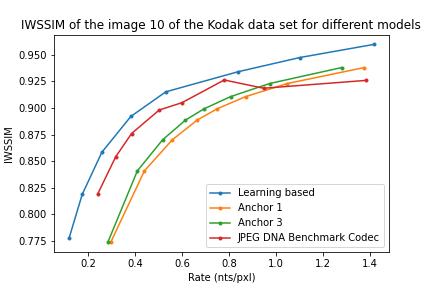 IWSSIM of the image 10 of the Kodak data set for different models
0.950
0.925
0.900
0.875
0.850
0.825
0.800
0.775
IWSSIM
Learning based
Anchor 1
Anchor 3
JPEG DNA Benchmark Codec
0.2 0.4 0.6 0.8 1.0 1.2 1.4
Rate (nts/pxl)